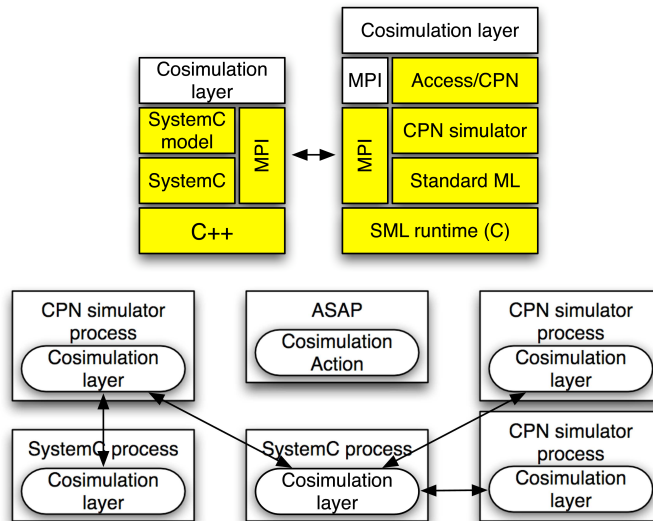 Cosimulation layer
Cosimulation
layer
MPI
Access/CPN
SystemC
model
MPI
MPI
CPN simulator
SystemC
Standard ML
C++
SML runtime (C)
CPN simulator
process
Cosimulation
layer
ASAP
Cosimulation
Action
CPN simulator
process
Cosimulation
layer
SystemC process
Cosimulation
layer
SystemC process
Cosimulation
layer
CPN simulator
process
Cosimulation
layer